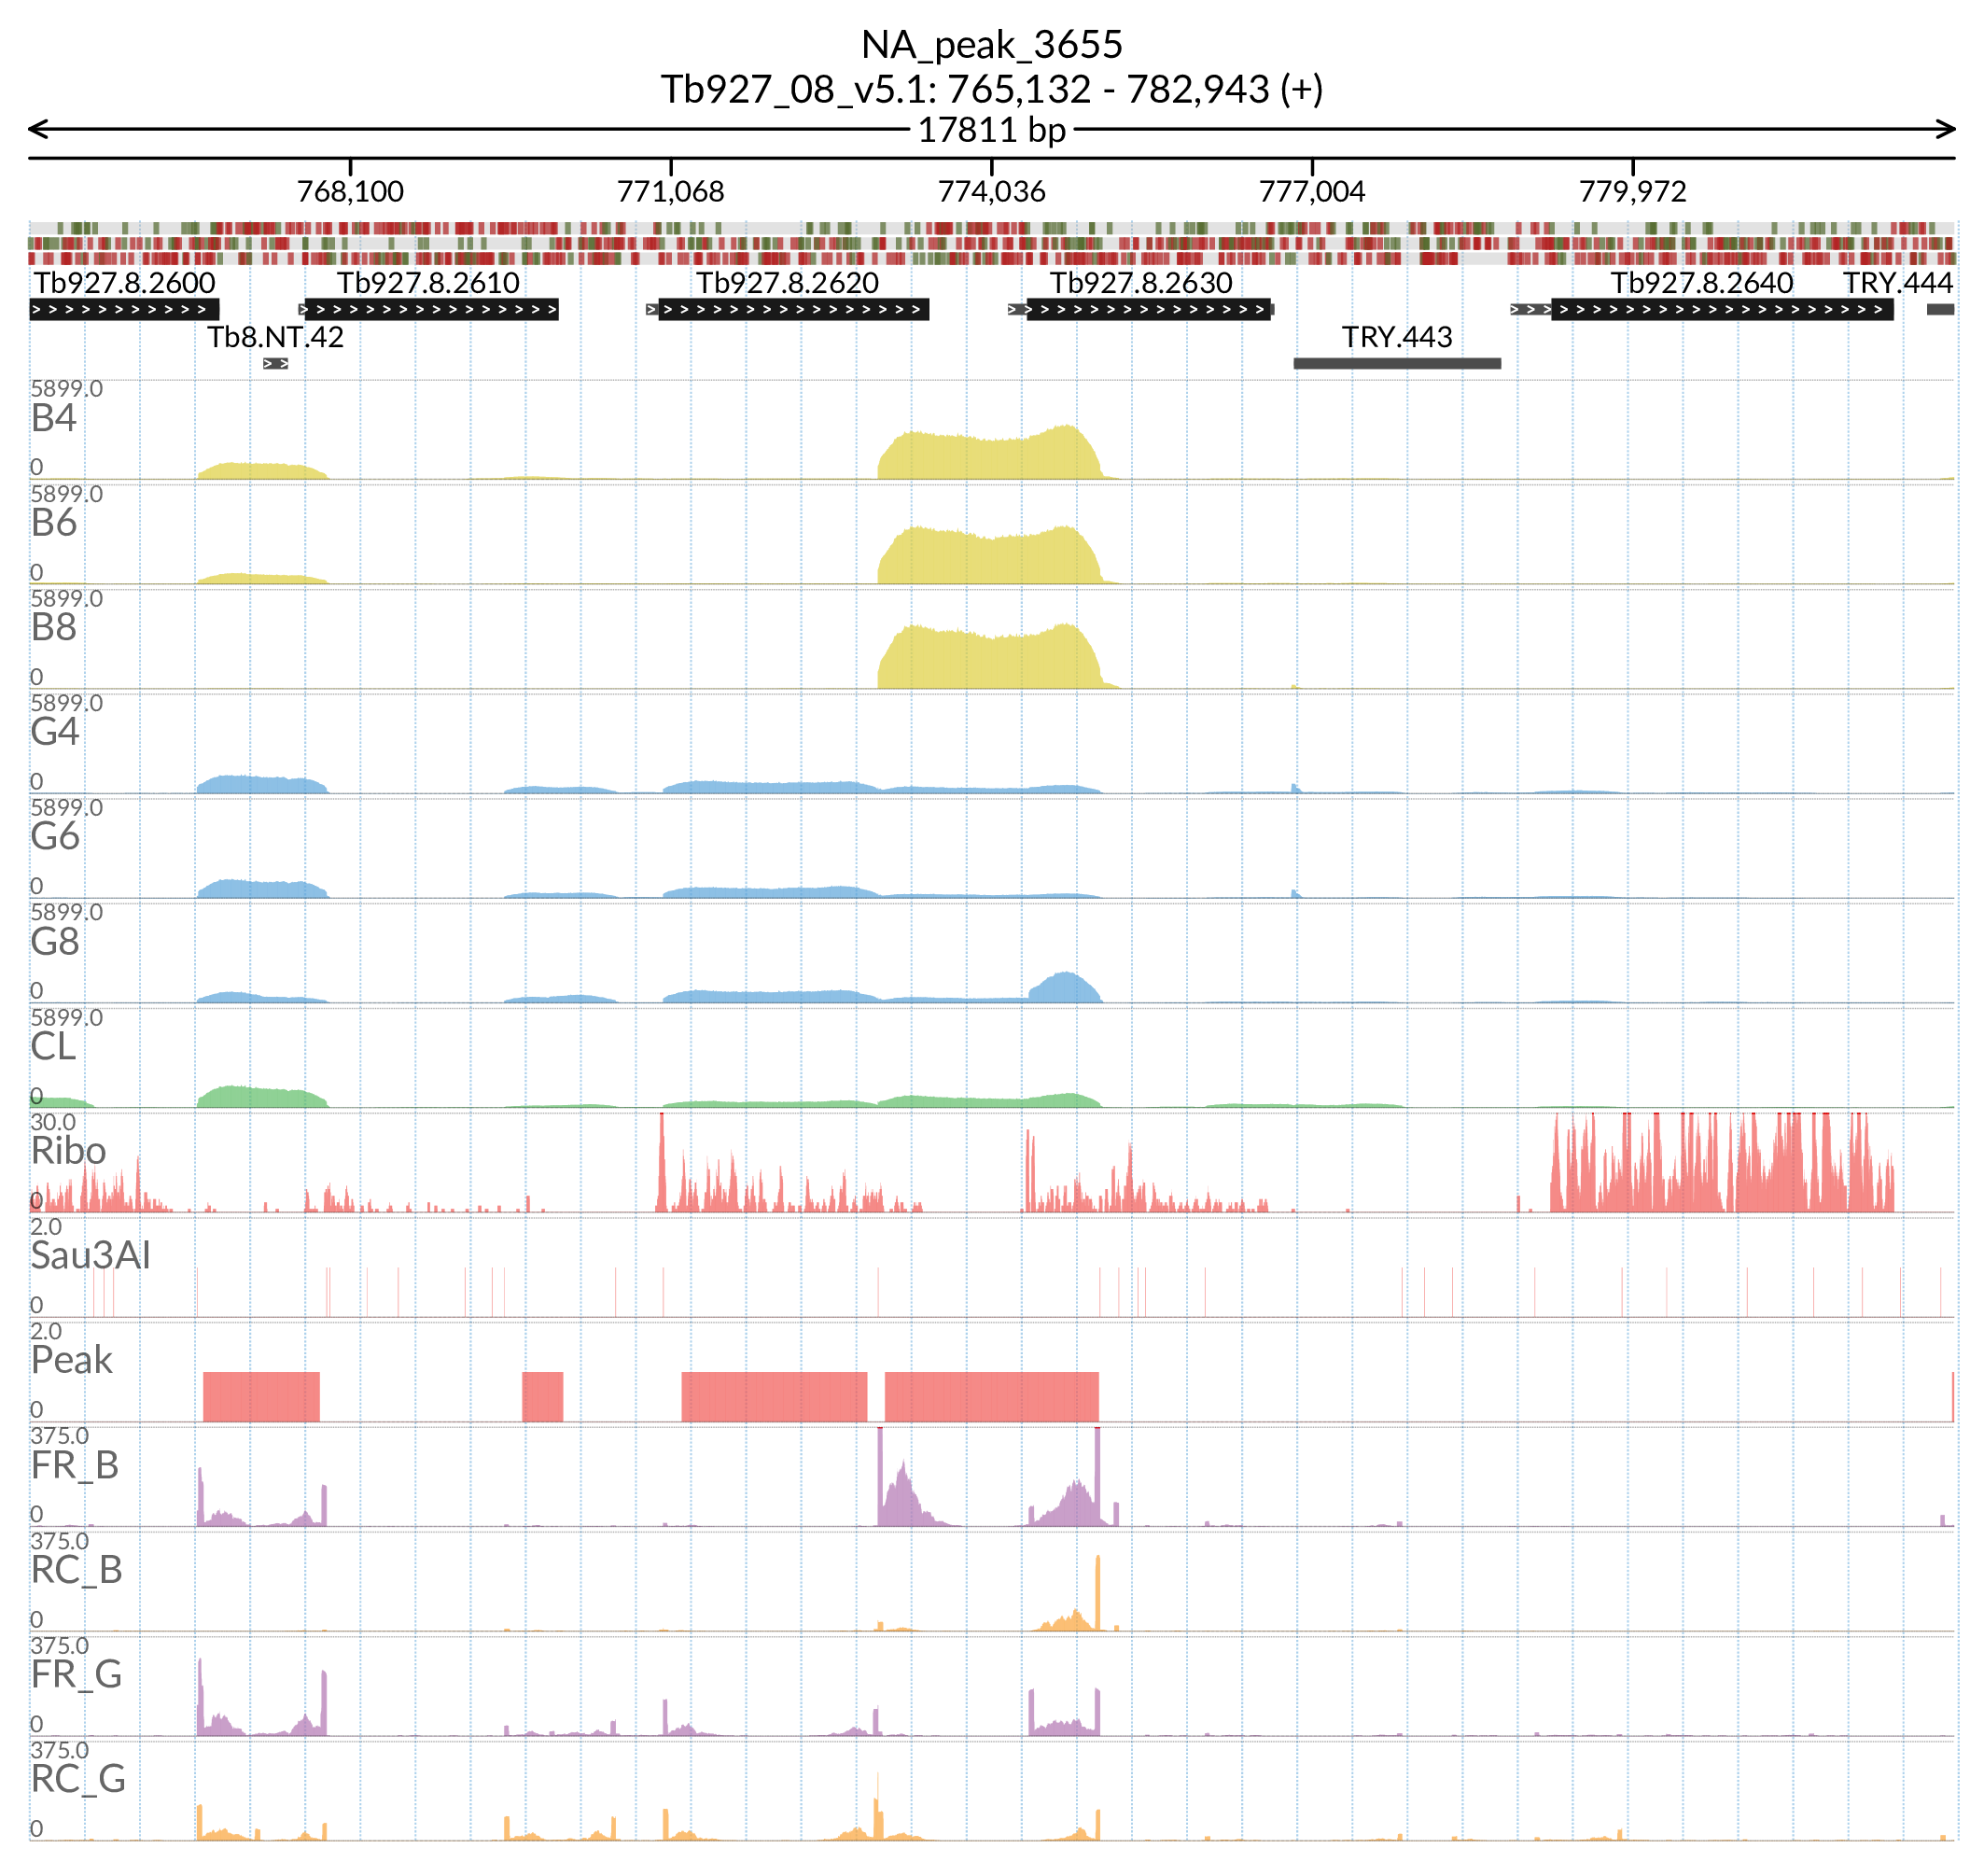 NA_peak_3655
Tb927_08_v5.1: 765,132 - 782,943 (+)
17811 bp
768,100 771,068 774,036 777,004 779,972
Tb927.8.2600 Tb927.8.2610 Tb927.8.2620 Tb927.8.2630 Tb927.8.2640 TRY.444
Tb8.NT.42 TRY.443
5899.0
B4
0
5899.0
B6
0
5899.0
B8
0
5899.0
G4
0
5899.0
G6
0
5899.0
G8
0
5899.0
CL
0
30.0
Ribo
0
2.0
Sau3AI
0
2.0
Peak
0
375.0
FR_B
0
375.0
RC_B
0
375.0
FR_G
0
375.0
RC_G
0